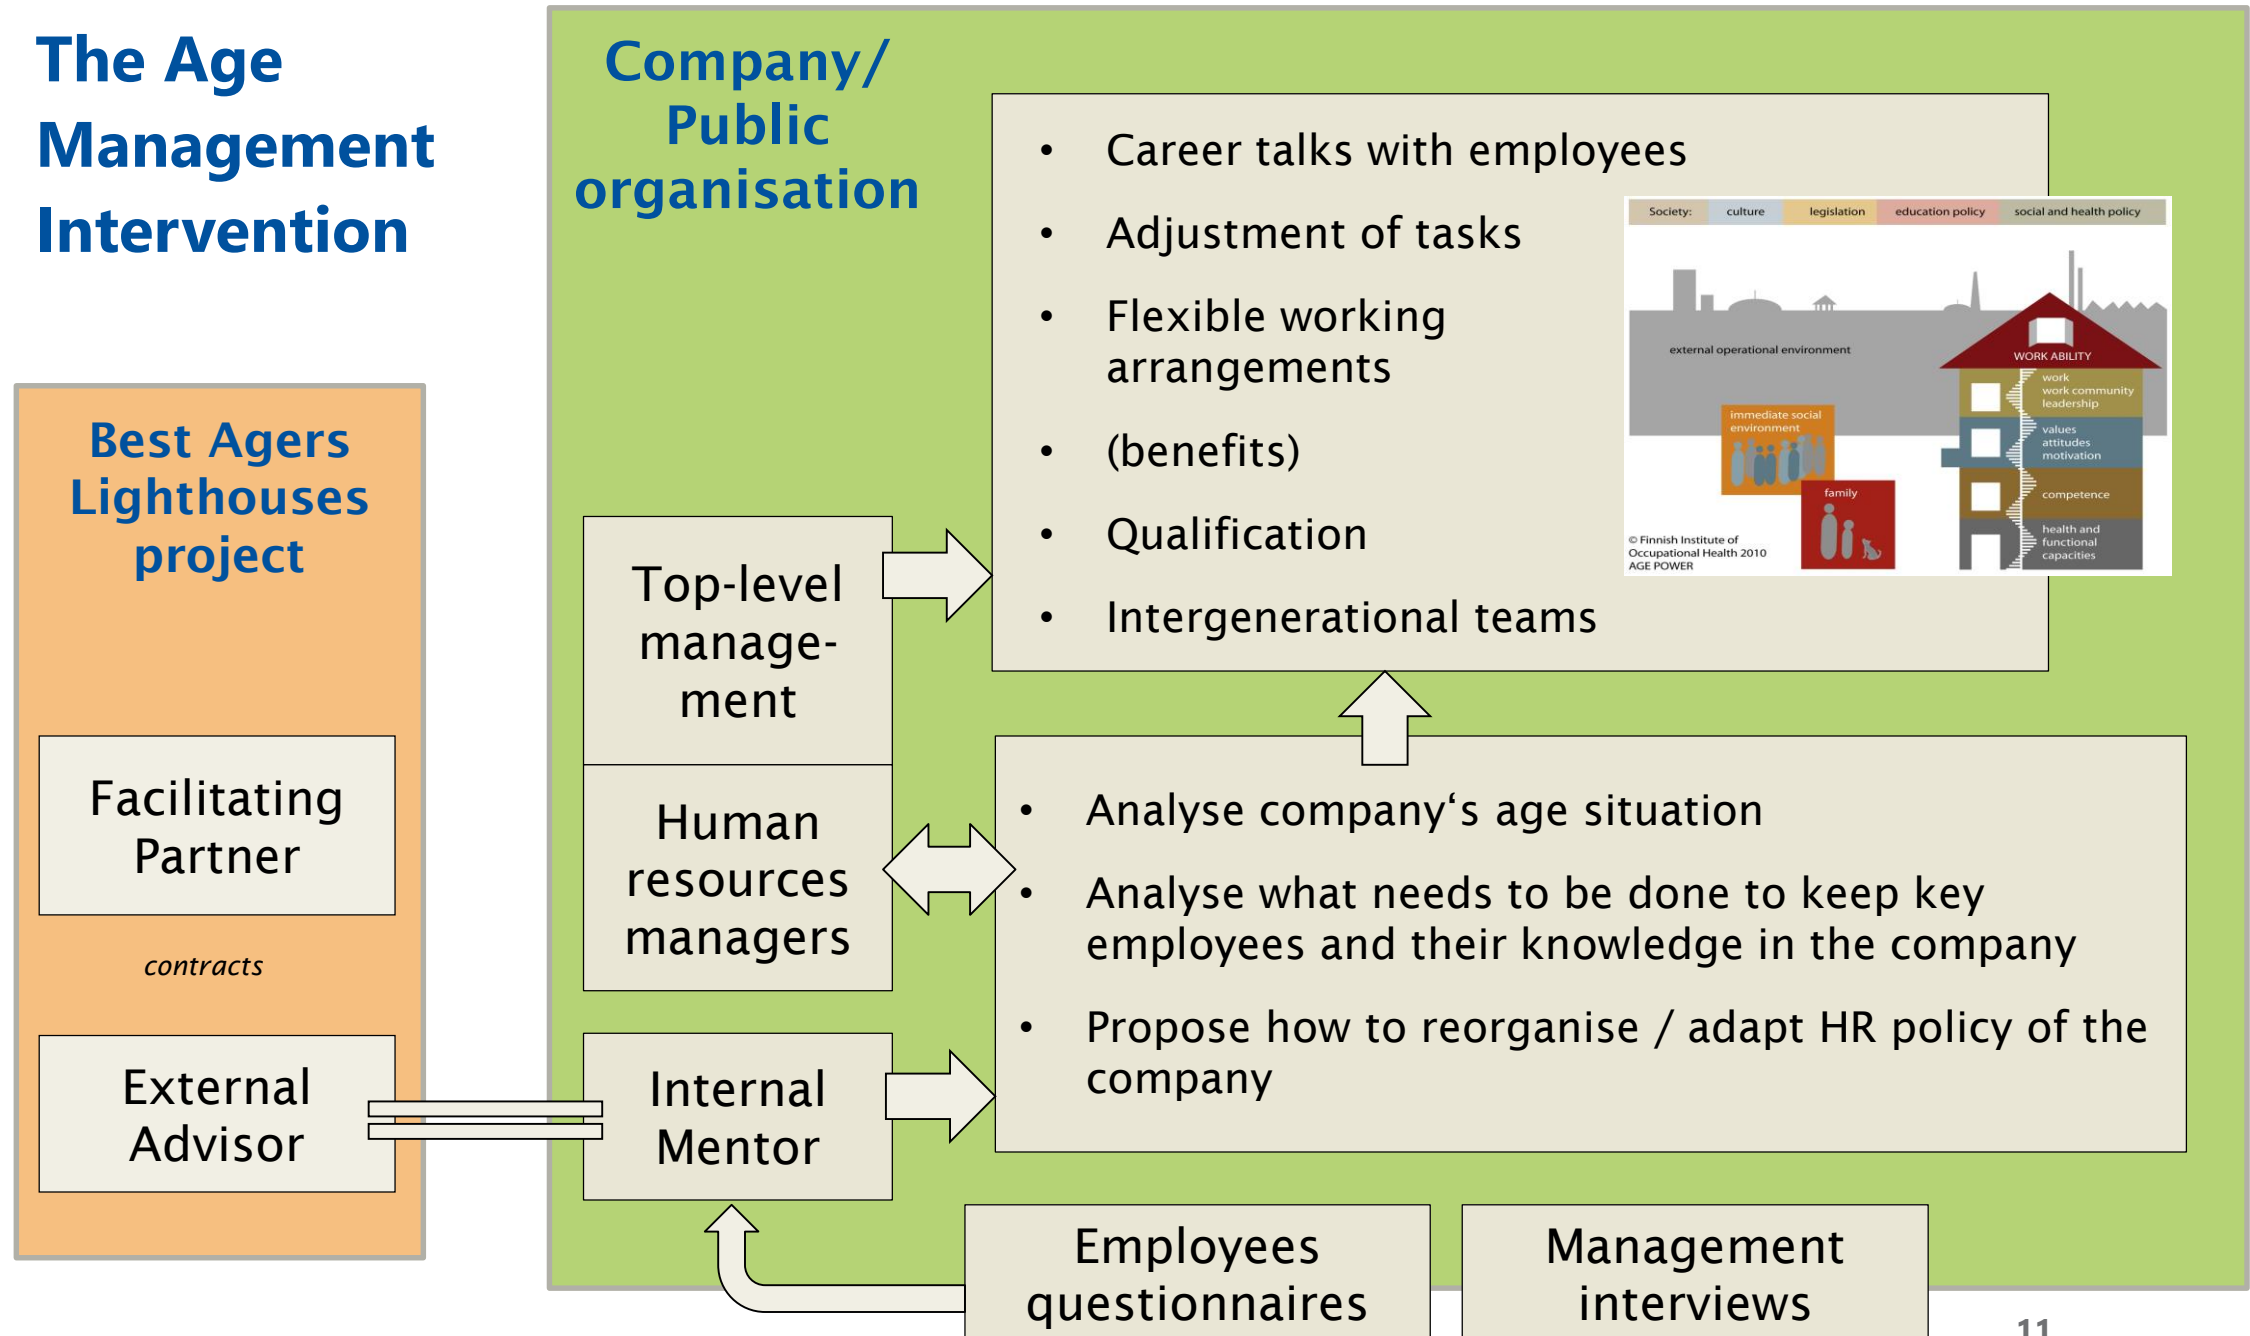 The Age
Management
Intervention
Best Agers
Lighthouses
project
Facilitating
Partner
contracts
External
Advisor
Company/
Public
organisation
Top-level
manage-
ment
Human
resources
managers
Internal
Mentor
• Career talks with employees
• Adjustment of tasks
• Flexible working
arrangements
• (benefits)
• Qualification
• Intergenerational teams
Society: culture legislation education policy social and health policy
external operational environment
immediate social
environment
family
WORK ABILITY
work
work community
leadership
values
attitudes
motivation
competence
health and
functional
capacities
© Finnish Institute of
Occupational Health 2010
AGE POWER
• Analyse company‘s age situation
• Analyse what needs to be done to keep key
employees and their knowledge in the company
• Propose how to reorganise / adapt HR policy of the
company
Employees
questionnaires
Management
interviews
11